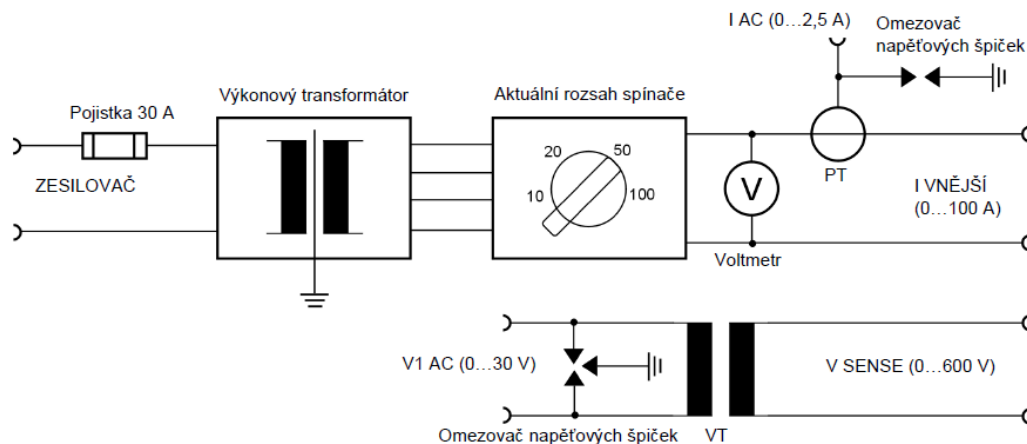 I AC (0…2,5 A)
Omezovač
napěťových špiček
Pojistka 30 A
Výkonový transformátor
Aktuální rozsah spínače
ZESILOVAČ
10
20
50
100
V
PT
I VNĚJŠÍ
(0…100 A)
Voltmetr
V1 AC (0…30 V)
V SENSE (0…600 V)
Omezovač napěťových špiček
VT